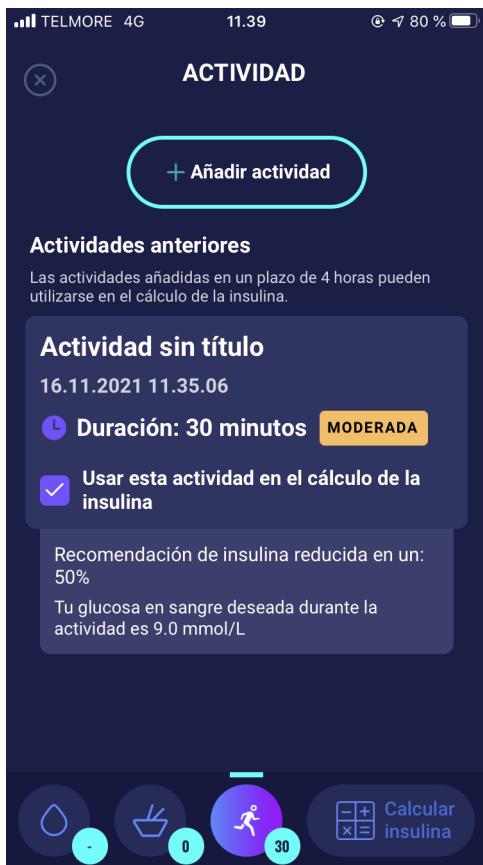 TELMORE 4G 11.39 80 %
ACTIVIDAD
+ Añadir actividad
Actividades anteriores
Las actividades añadidas en un plazo de 4 horas pueden
utilizarse en el cálculo de la insulina.
Actividad sin título
16.11.2021 11.35.06
Duración: 30 minutos MODERADA
Usar esta actividad en el cálculo de la
insulina
Recomendación de insulina reducida en un:
50%
Tu glucosa en sangre deseada durante la
actividad es 9.0 mmol/L
- 0 30
Calcular
insulina